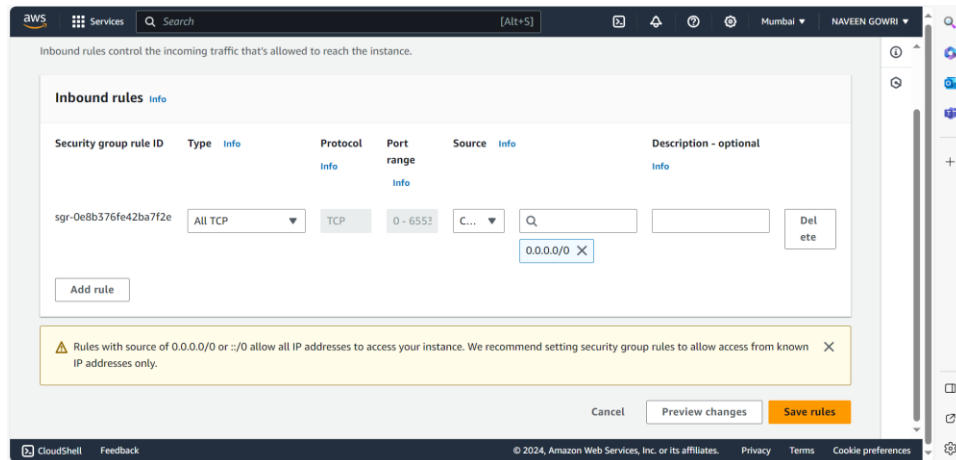 aws Services Search [Alt+S] Mumbai NAVEEN GOWRI
Inbound rules control the incoming traffic that's allowed to reach the instance.
Inbound rules Info
Security group rule ID Type Info Protocol Info Port range Info Source Info Description - optional Info
sgr-0e8b376fe42ba7f2e All TCP TCP 0 - 6553 C... Delete
0.0.0.0/0
Add rule
Rules with source of 0.0.0.0/0 or ::/0 allow all IP addresses to access your instance. We recommend setting security group rules to allow access from known
IP addresses only.
Cancel Preview changes Save rules
CloudShell Feedback © 2024, Amazon Web Services, Inc. or its affiliates. Privacy Terms Cookie preferences